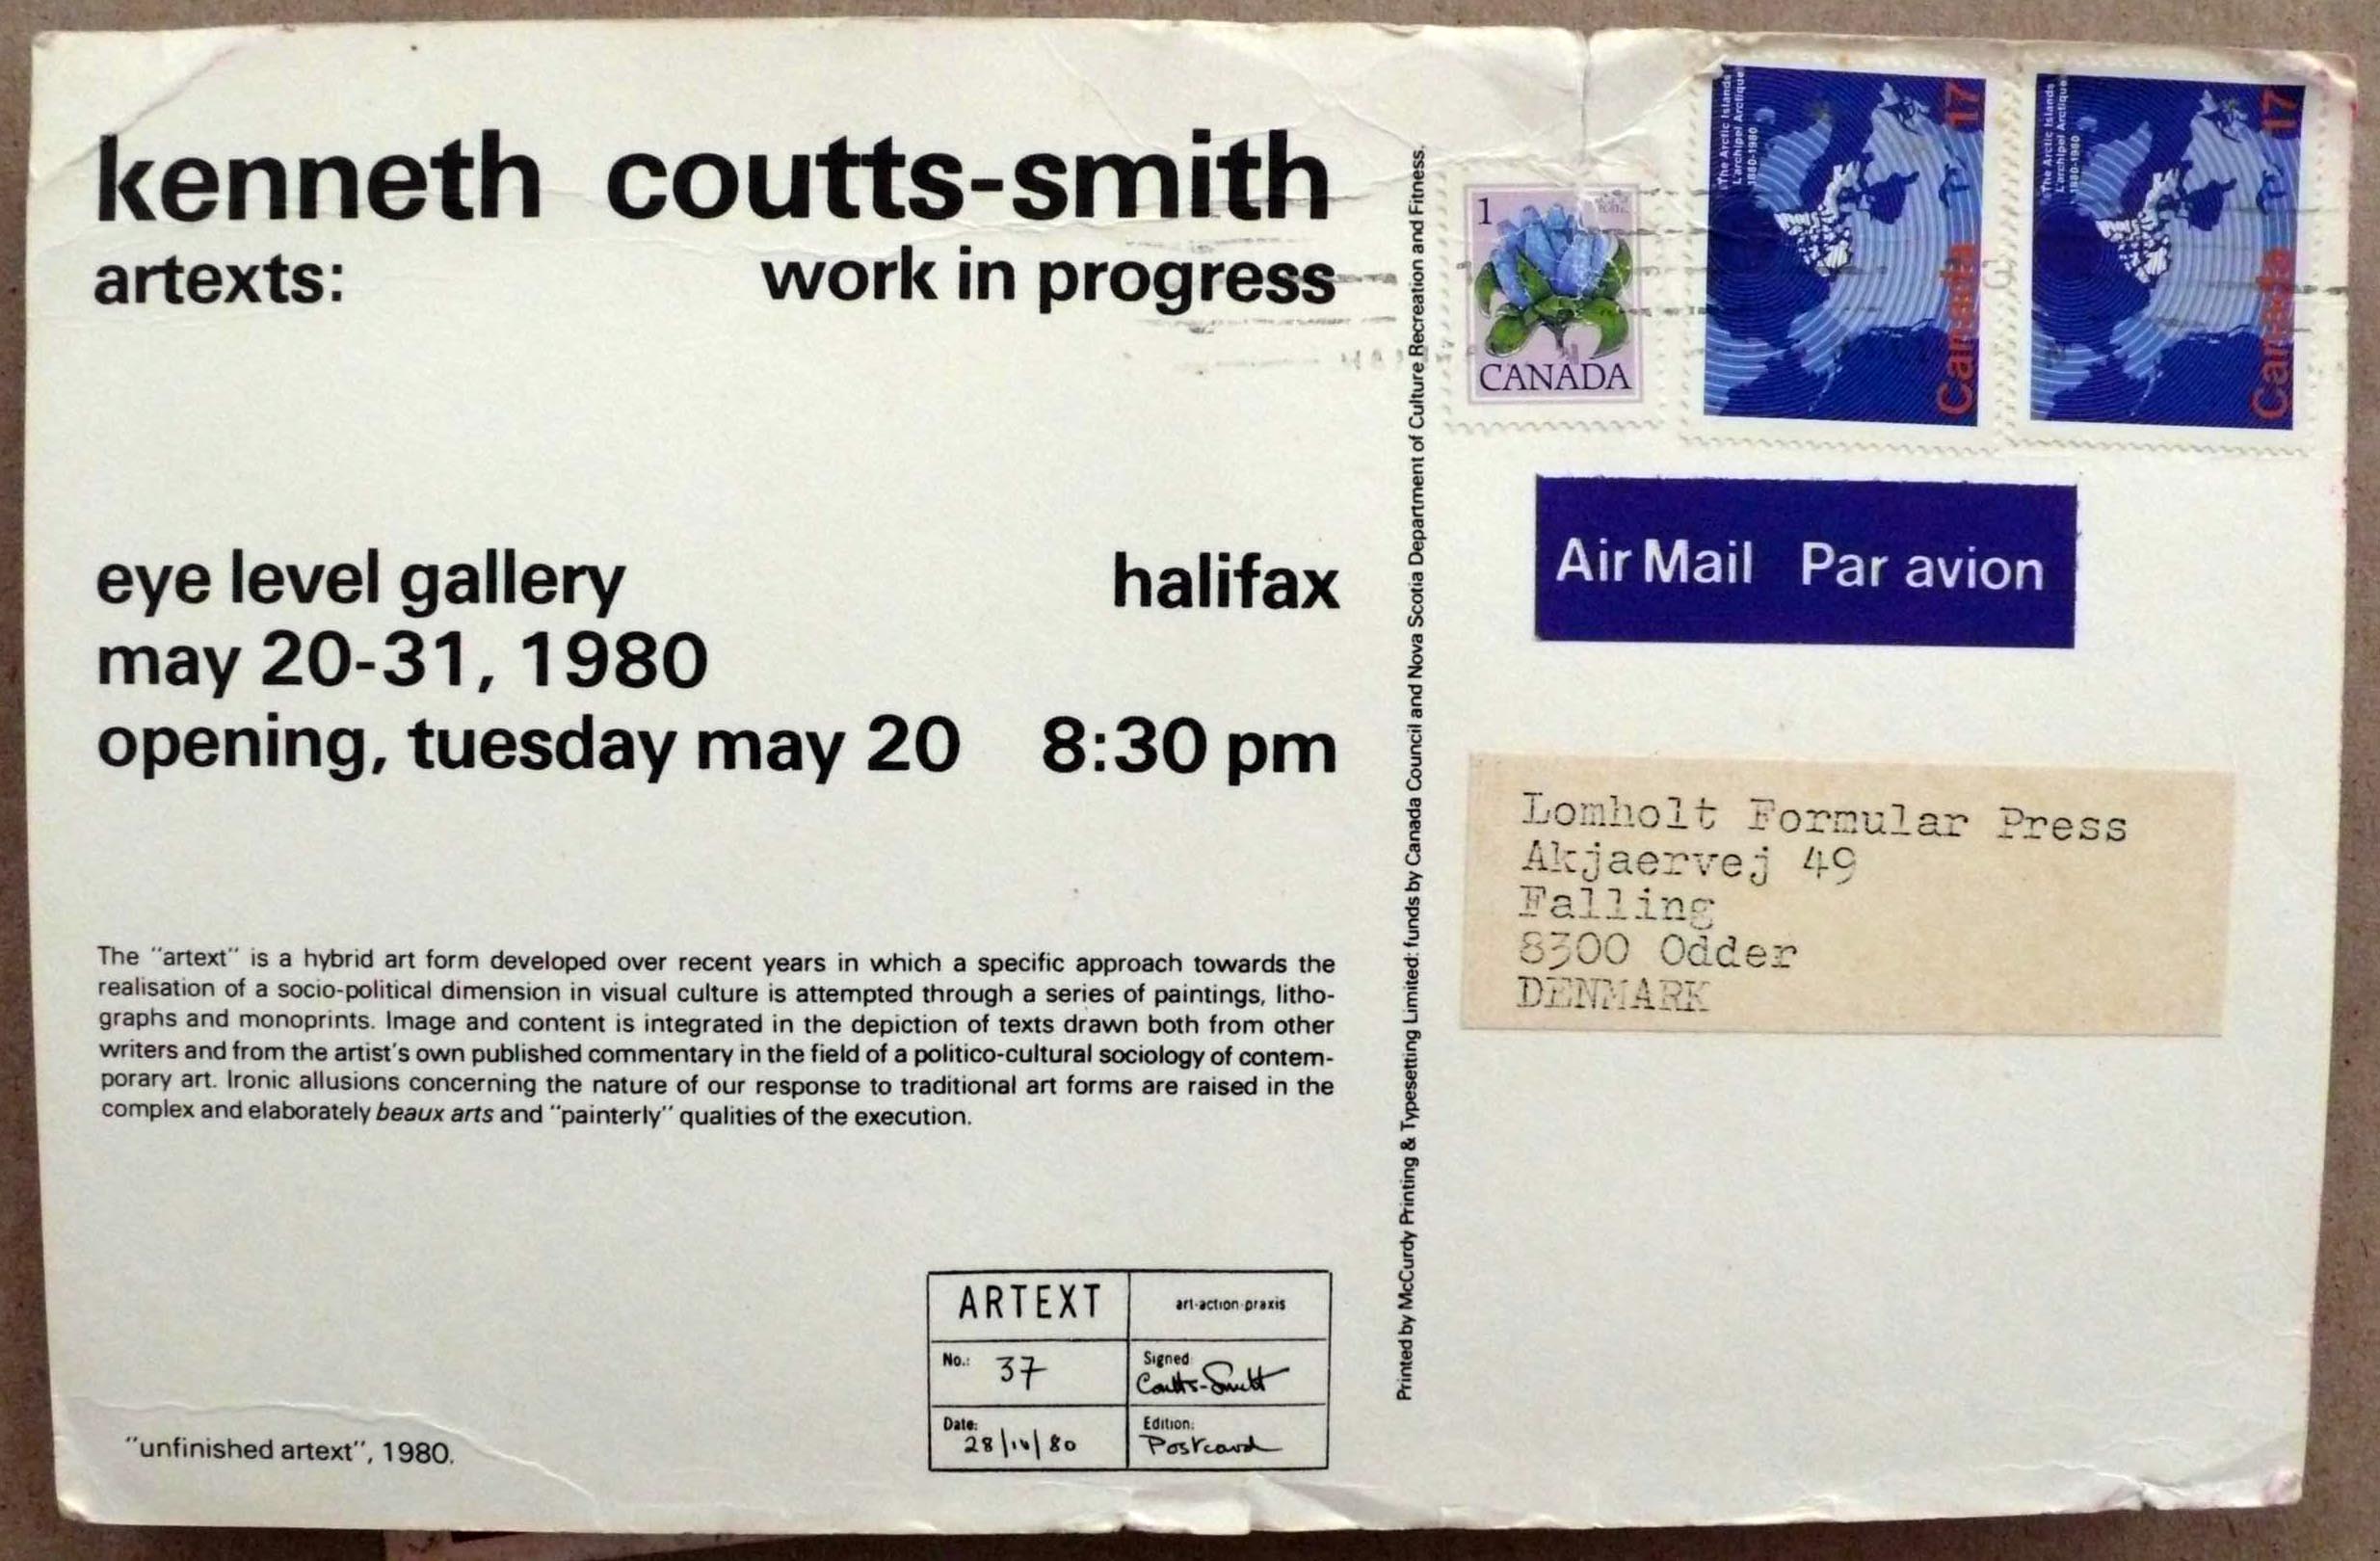 kenneth coutts-smith
artexts: work in progress
eye level gallery halifax
may 20-31, 1980
opening, tuesday may 20 8:30 pm
The "artext" is a hybrid art form developed over recent years in which a specific approach towards the
realisation of a socio-political dimension in visual culture is attempted through a series of paintings, litho-
graphs and monoprints. Image and content is integrated in the depiction of texts drawn both from other
writers and from the artist's own published commentary in the field of a politico-cultural sociology of contem-
porary art. Ironic allusions concerning the nature of our response to traditional art forms are raised in the
complex and elaborately beaux arts and "painterly" qualities of the execution.
ARTEXT art-action-praxis
No.: 37 Signed: Coutts-Smith
Date: 28/10/80 Edition: Postcard
"unfinished artext", 1980.
Printed by McCurdy Printing & Typesetting Limited: funds by Canada Council and Nova Scotia Department of Culture Recreation and Fitness.
1
CANADA
The Arctic Islands
L'archipel Arctique
1880-1980
17
Canada
The Arctic Islands
L'archipel Arctique
1880-1980
17
Canada
Air Mail Par avion
Lomholt Formular Press
Akjaervej 49
Falling
8300 Odder
DENMARK